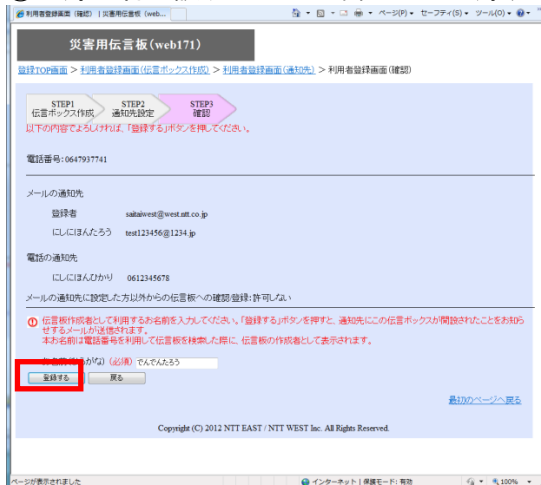 利用者登録画面(確認) | 災害用伝言板(web...
ページ(P) セーフティ(S) ツール(O)
災害用伝言板(web171)
登録TOP画面 > 利用者登録画面(伝言ボックス作成) > 利用者登録画面(通知先) > 利用者登録画面(確認)
STEP1 STEP2 STEP3
伝言ボックス作成 通知先設定 確認
以下の内容でよろしければ、「登録する」ボタンを押してください。
電話番号:0647937741
メールの通知先
登録者 saitaiwest@west.ntt.co.jp
にしにほんたろう test123456@1234.jp
電話の通知先
にしにほんひかり 0612345678
メールの通知先に設定した方以外からの伝言板への確認/登録:許可しない
伝言板作成者として利用するお名前を入力してください。「登録する」ボタンを押すと、通知先にこの伝言ボックスが開設されたことをお知ら
せするメールが送信されます。
本お名前は電話番号を利用して伝言板を検索した際に、伝言板の作成者として表示されます。
がな) (必須) でんでんたろう
登録する 戻る
最初のページへ戻る
Copyright (C) 2012 NTT EAST / NTT WEST Inc. All Rights Reserved.
ページが表示されました インターネット | 保護モード: 有効 100%